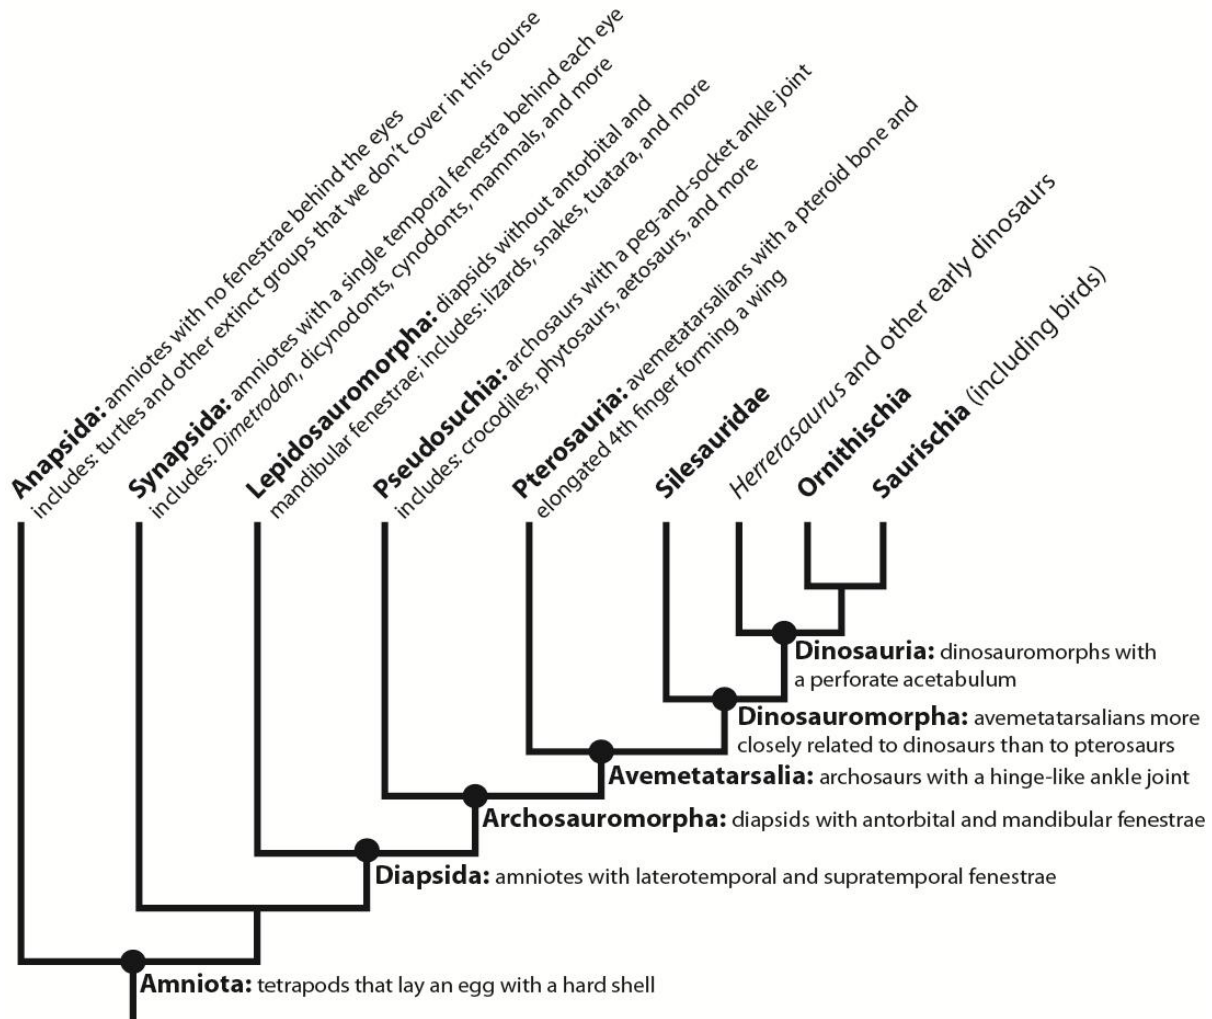 Anapsida: amniotes with no fenestrae behind the eyes
includes: turtles and other extinct groups that we don't cover in this course
Synapsida: amniotes with a single temporal fenestra behind each eye
includes: Dimetrodon, dicynodonts, cynodonts, mammals, and more
Lepidosauromorpha: diapsids without antorbital and
mandibular fenestrae; includes: lizards, snakes, tuatara, and more
Pseudosuchia: archosaurs with a peg-and-socket ankle joint
includes: crocodiles, phytosaurs, aetosaurs, and more
Pterosauria: avemetatarsalians with a pteroid bone and
elongated 4th finger forming a wing
Silesauridae
Herrerasaurus and other early dinosaurs
Ornithischia
Saurischia (including birds)
Dinosauria: dinosauromorphs with
a perforate acetabulum
Dinosauromorpha: avemetatarsalians more
closely related to dinosaurs than to pterosaurs
Avemetatarsalia: archosaurs with a hinge-like ankle joint
Archosauromorpha: diapsids with antorbital and mandibular fenestrae
Diapsida: amniotes with laterotemporal and supratemporal fenestrae
Amniota: tetrapods that lay an egg with a hard shell